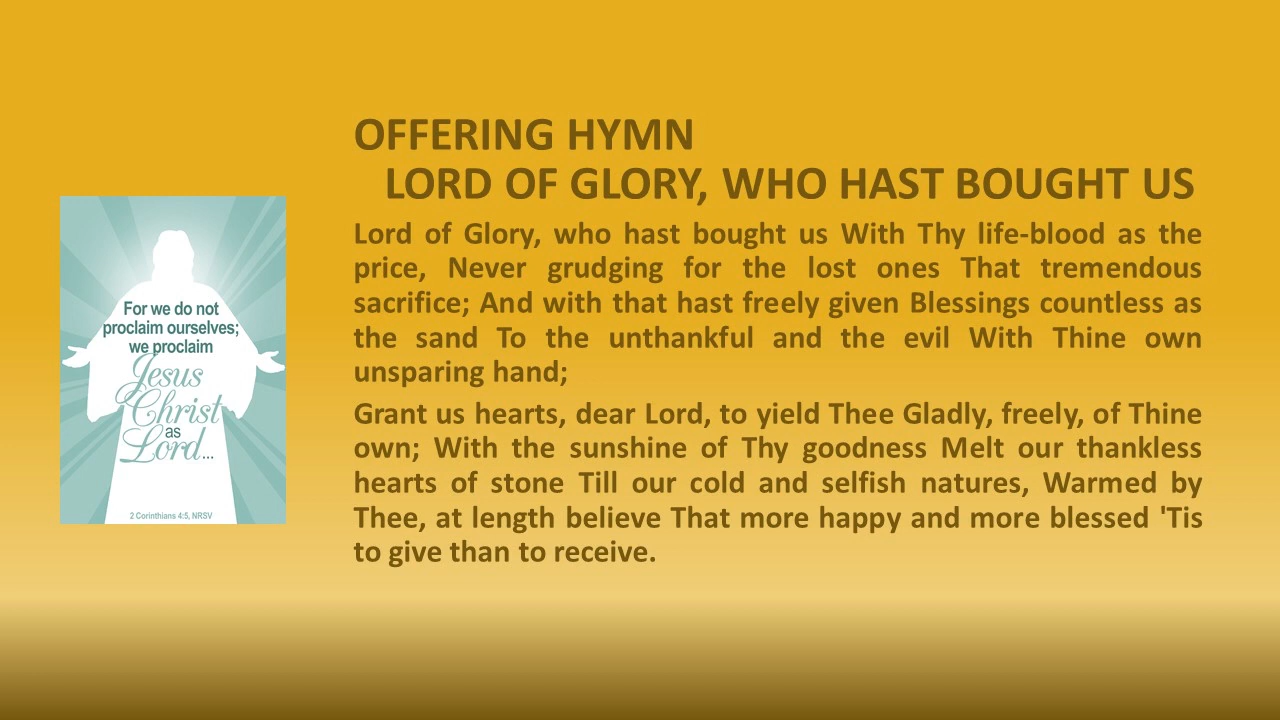 OFFERING HYMN
LORD OF GLORY, WHO HAST BOUGHT US
Lord of Glory, who hast bought us With Thy life-blood as the
price, Never grudging for the lost ones That tremendous
sacrifice; And with that hast freely given Blessings countless as
the sand To the unthankful and the evil With Thine own
unsparing hand;
Grant us hearts, dear Lord, to yield Thee Gladly, freely, of Thine
own; With the sunshine of Thy goodness Melt our thankless
hearts of stone Till our cold and selfish natures, Warmed by
Thee, at length believe That more happy and more blessed 'Tis
to give than to receive.
For we do not
proclaim ourselves;
we proclaim
Jesus
Christ
as
Lord...
2 Corinthians 4:5, NRSV